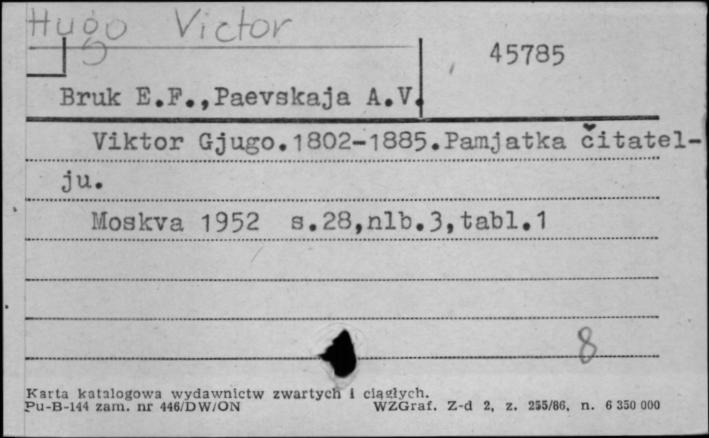 Hugo Victor
45785
Bruk E.F.,Paevskaja A.V.
Viktor Gjugo.1802-1885.Pamjatka čitatel-
ju.
Moskva 1952 s.28,nlb.3,tabl.1
8
Karta katalogowa wydawnictw zwartych i ciągłych.
Pu-B-144 zam. nr 446/DW/ON WZGraf. Z-d 2, z. 255/86, n. 6 350 000